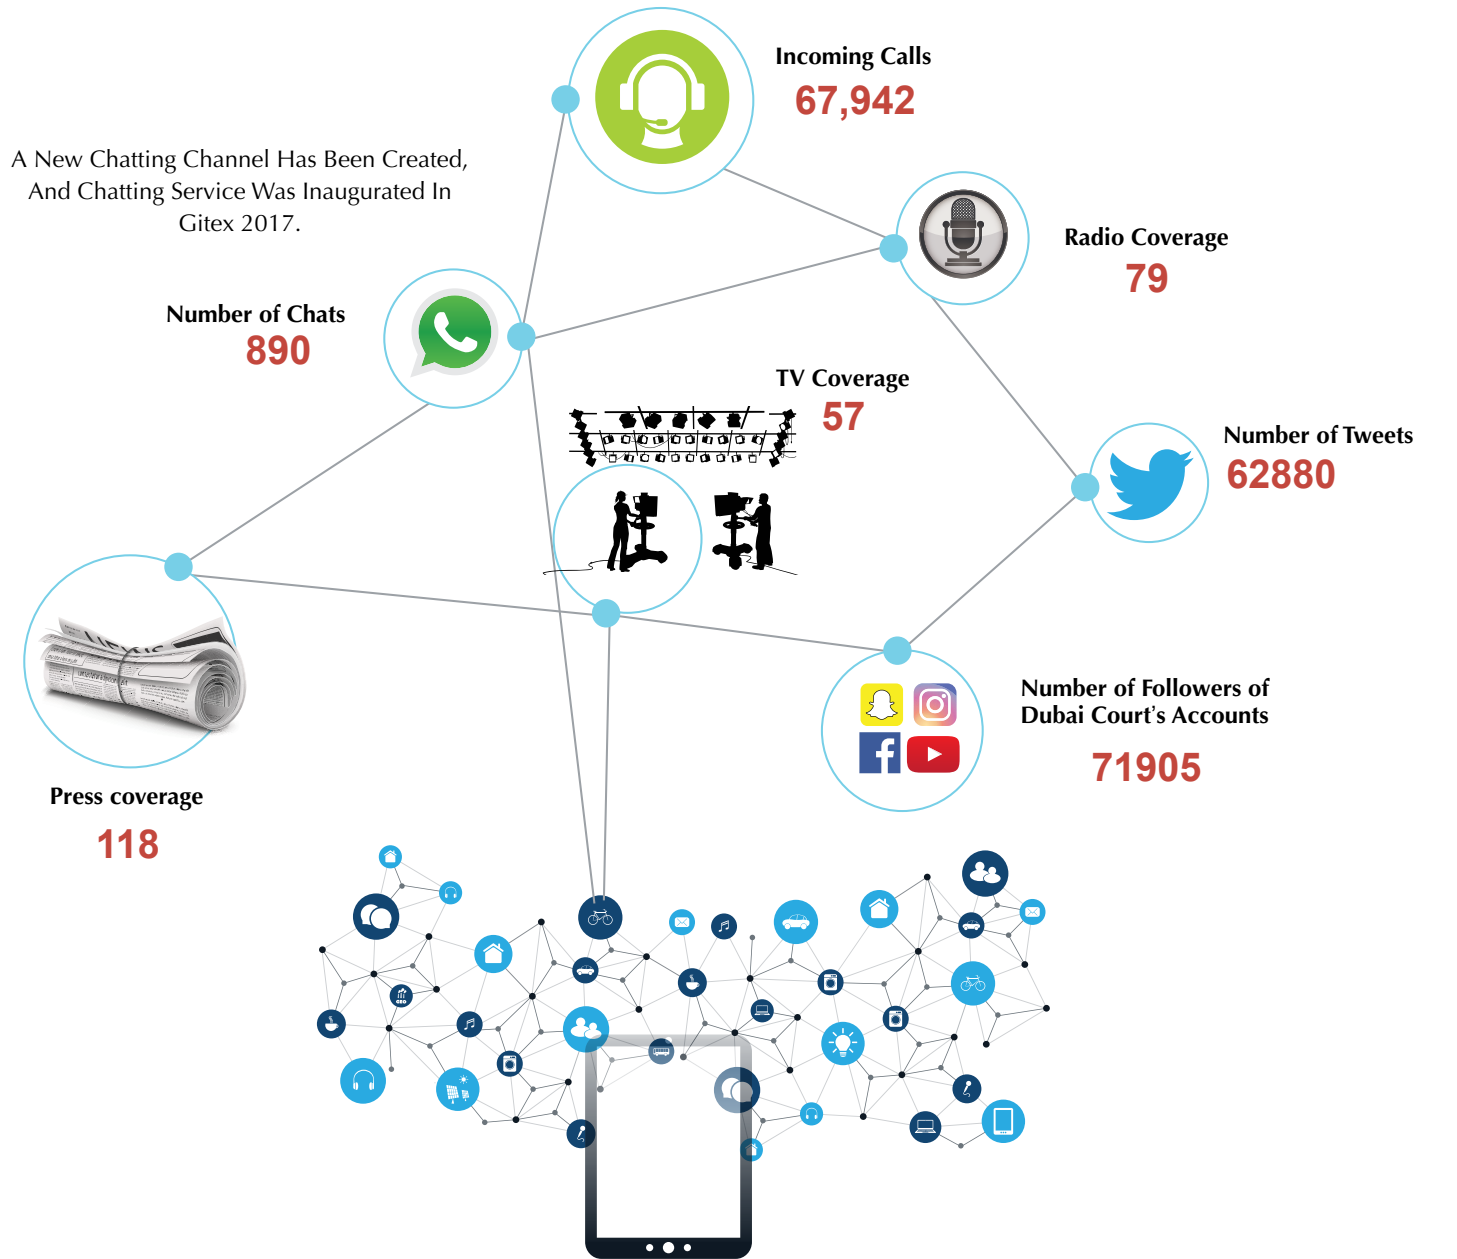 Incoming Calls
67,942
A New Chatting Channel Has Been Created,
And Chatting Service Was Inaugurated In
Gitex 2017.
Radio Coverage
79
Number of Chats
890
TV Coverage
57
Number of Tweets
62880
Number of Followers of
Dubai Court's Accounts
71905
Press coverage
118